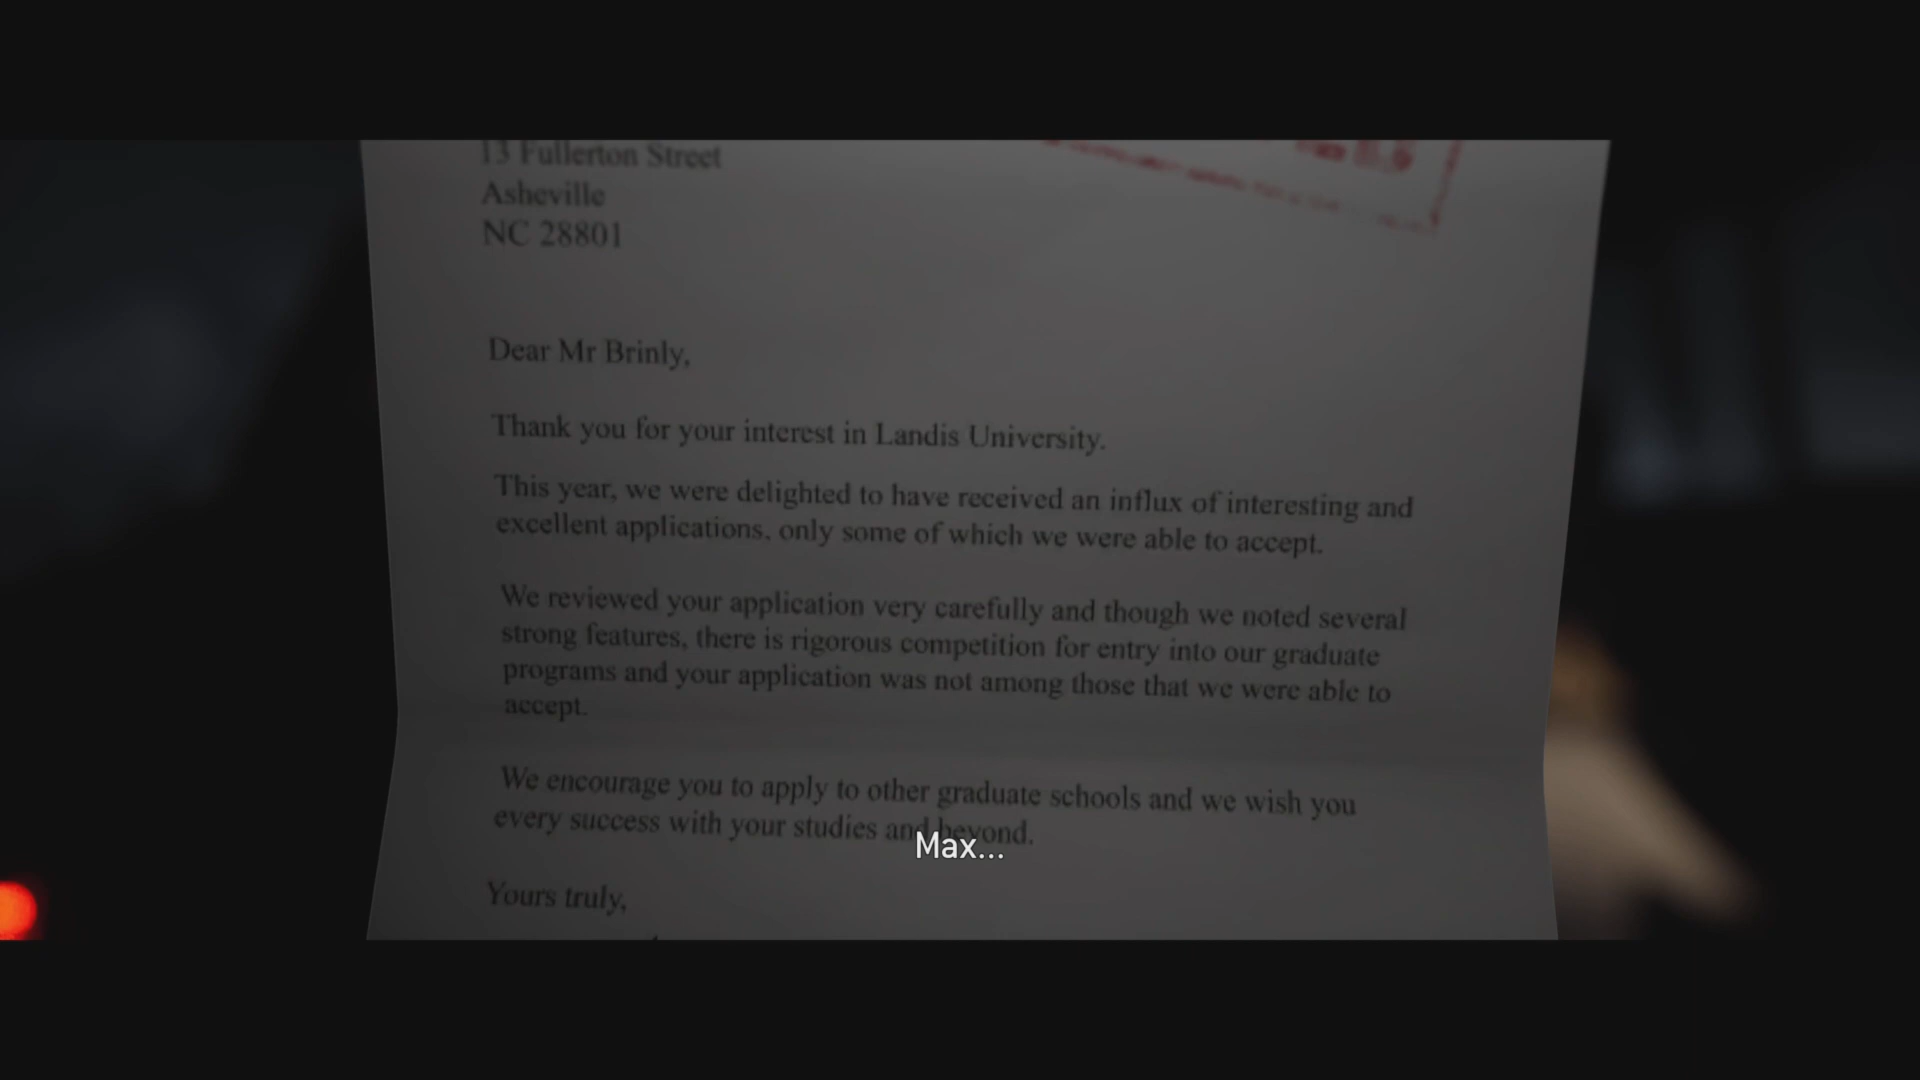 13 Fullerton Street
Asheville
NC 28801
Dear Mr Brinly,
Thank you for your interest in Landis University.
This year, we were delighted to have received an influx of interesting and
excellent applications, only some of which we were able to accept.
We reviewed your application very carefully and though we noted several
strong features, there is rigorous competition for entry into our graduate
programs and your application was not among those that we were able to
accept.
We encourage you to apply to other graduate schools and we wish you
every success with your studies and beyond.
Max...
Yours truly,